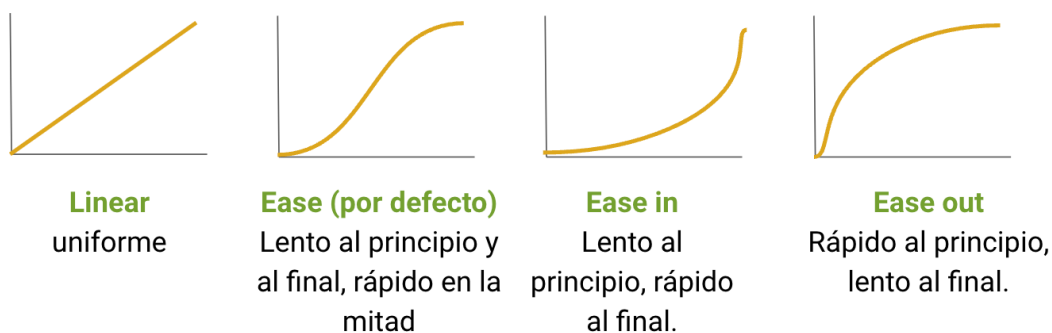 Linear
uniforme
Ease (por defecto)
Lento al principio y
al final, rápido en la
mitad
Ease in
Lento al
principio, rápido
al final.
Ease out
Rápido al principio,
lento al final.